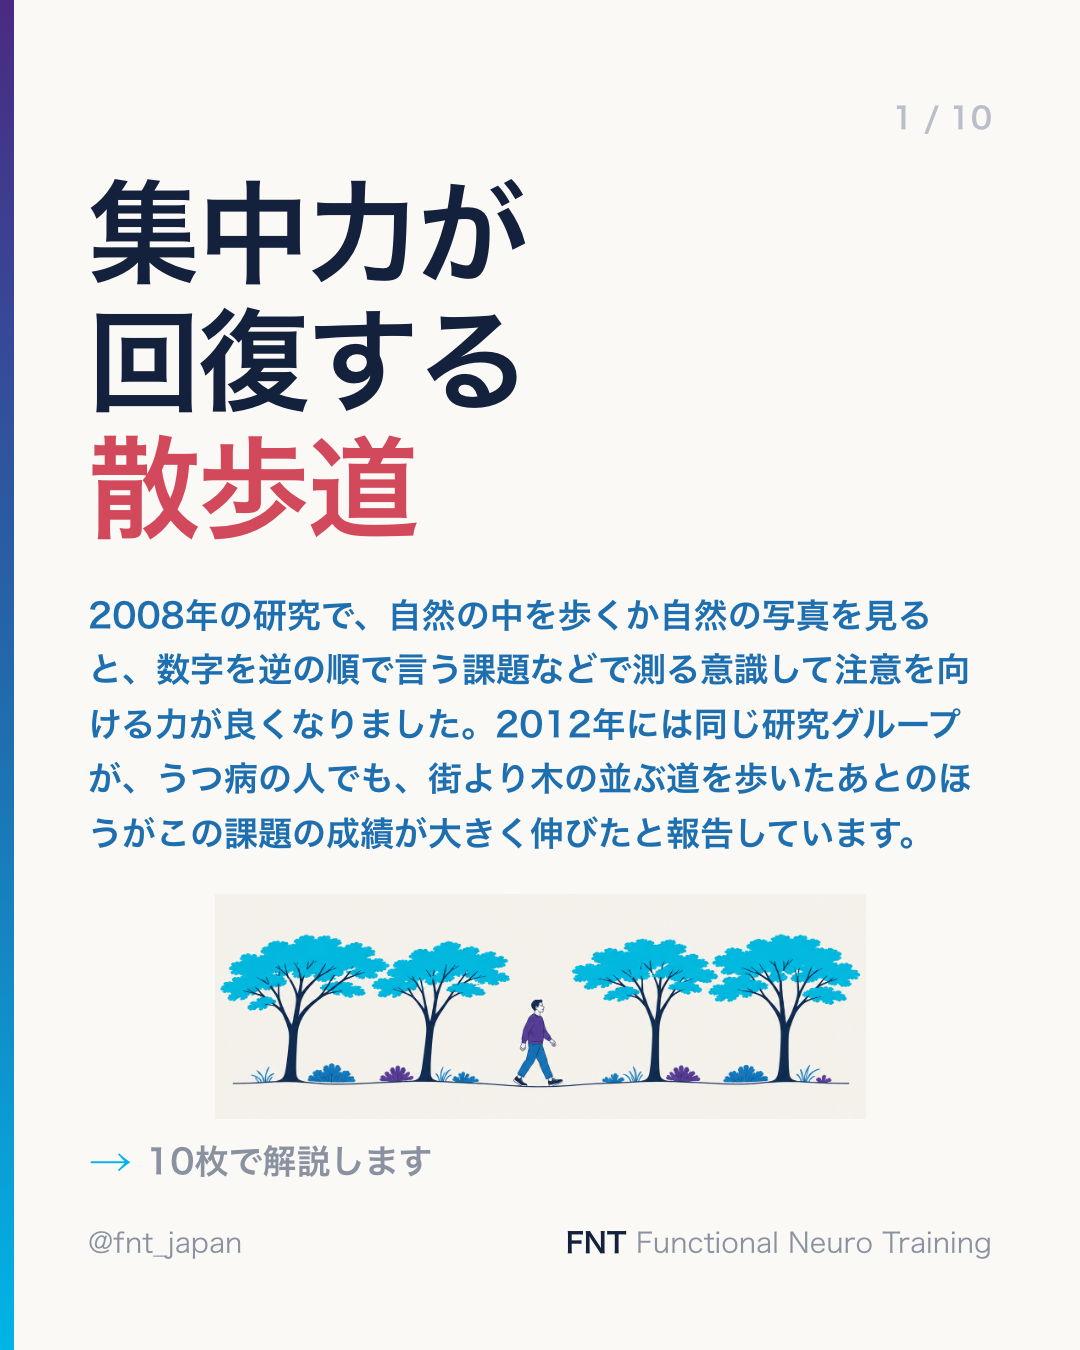 1 / 10
集中力が
回復する
散歩道
2008年の研究で、自然の中を歩くか自然の写真を見る
と、数字を逆の順で言う課題などで測る意識して注意を向
ける力が良くなりました。2012年には同じ研究グループ
が、うつ病の人でも、街より木の並ぶ道を歩いたあとのほ
うがこの課題の成績が大きく伸びたと報告しています。
→ 10枚で解説します
@fnt_japan
FNT Functional Neuro Training